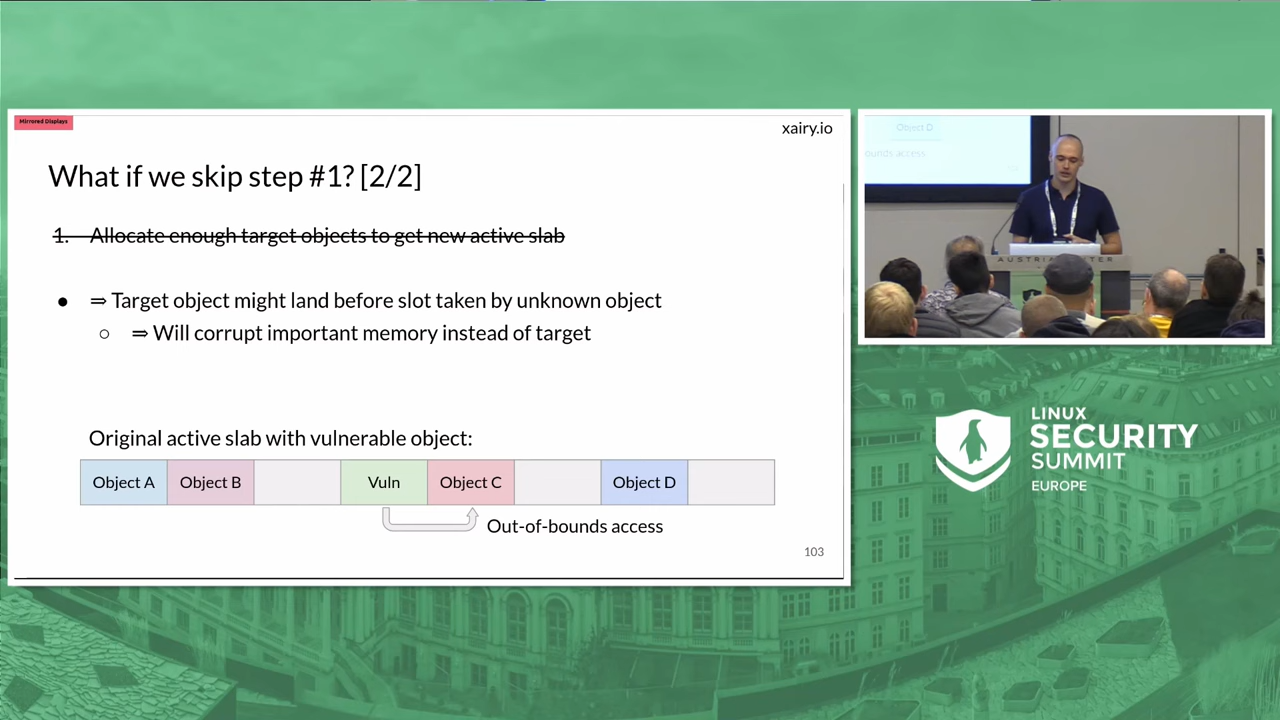 Mirrored Displays
xairy.io
What if we skip step #1? [2/2]
1. Allocate enough target objects to get new active slab
● ⇒ Target object might land before slot taken by unknown object
○ ⇒ Will corrupt important memory instead of target
Original active slab with vulnerable object:
Object A Object B Vuln Object C Object D
Out-of-bounds access
103
Object D
ounds access
LINUX
SECURITY
SUMMIT
EUROPE